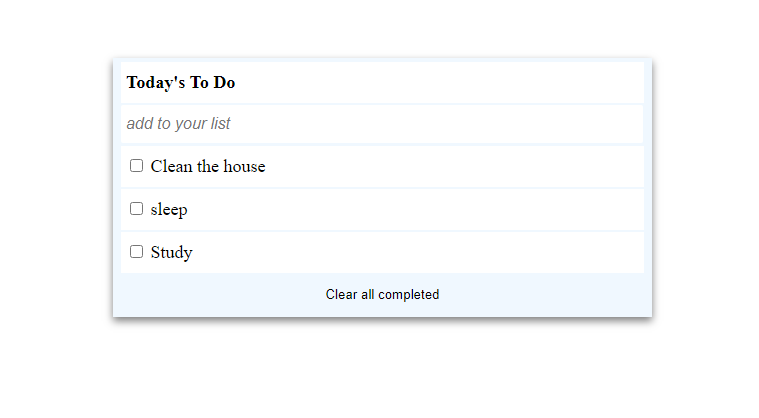 Today's To Do
add to your list
Clean the house
sleep
Study
Clear all completed